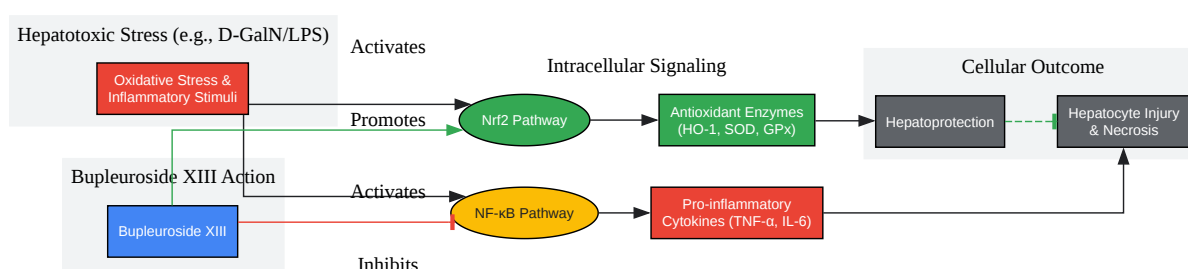 Hepatotoxic Stress (e.g., D-GalN/LPS)
Oxidative Stress &
Inflammatory Stimuli
Activates
Promotes
Bupleuroside XIII Action
Bupleuroside XIII
Activates
Inhibits
Intracellular Signaling
Nrf2 Pathway
Antioxidant Enzymes
(HO-1, SOD, GPx)
NF-κB Pathway
Pro-inflammatory
Cytokines (TNF-α, IL-6)
Cellular Outcome
Hepatoprotection
Hepatocyte Injury
& Necrosis